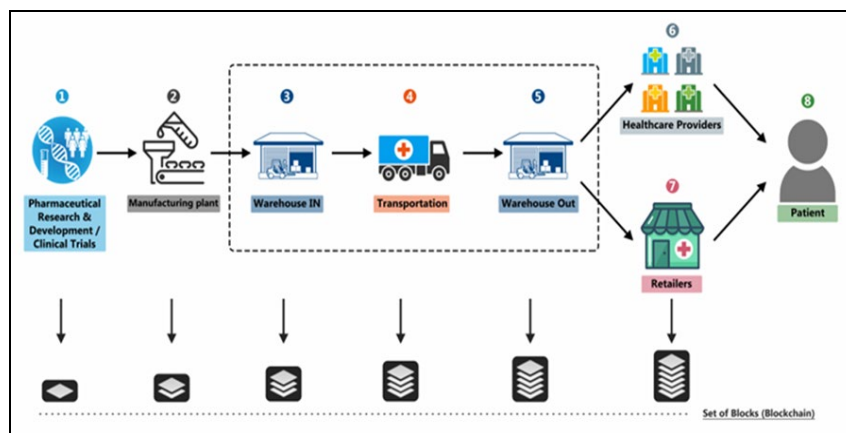 1
2
3
4
5
6
7
8
Pharmaceutical
Research &
Development /
Clinical Trials
Manufacturing plant
Warehouse IN
Transportation
Warehouse Out
Healthcare Providers
Retailers
Patient
Set of Blocks (Blockchain)